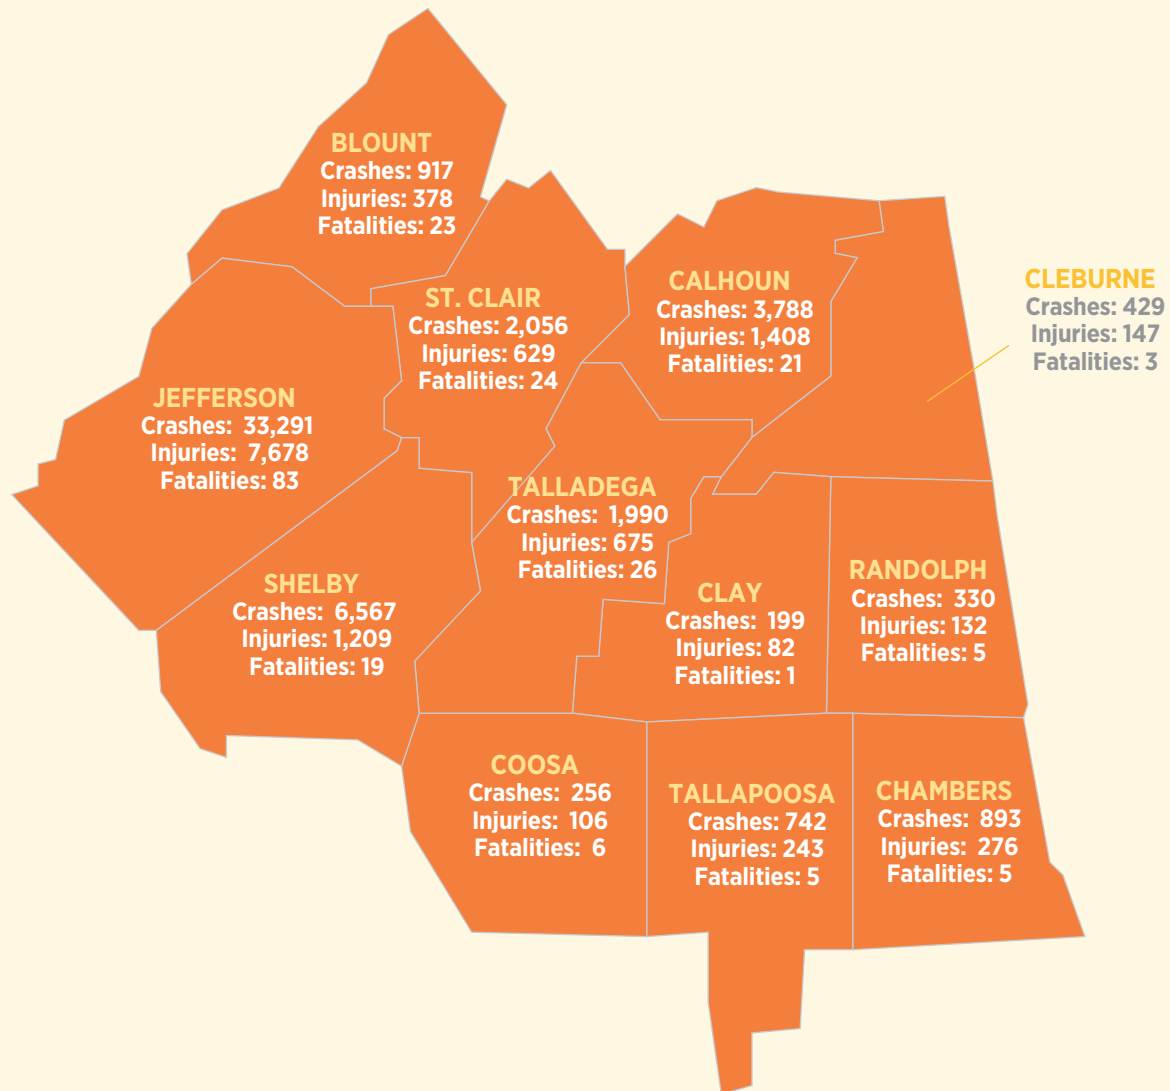 BLOUNT
Crashes: 917
Injuries: 378
Fatalities: 23
ST. CLAIR
Crashes: 2,056
Injuries: 629
Fatalities: 24
CALHOUN
Crashes: 3,788
Injuries: 1,408
Fatalities: 21
CLEBURNE
Crashes: 429
Injuries: 147
Fatalities: 3
JEFFERSON
Crashes: 33,291
Injuries: 7,678
Fatalities: 83
TALLADEGA
Crashes: 1,990
Injuries: 675
Fatalities: 26
SHELBY
Crashes: 6,567
Injuries: 1,209
Fatalities: 19
CLAY
Crashes: 199
Injuries: 82
Fatalities: 1
RANDOLPH
Crashes: 330
Injuries: 132
Fatalities: 5
COOSA
Crashes: 256
Injuries: 106
Fatalities: 6
TALLAPOOSA
Crashes: 742
Injuries: 243
Fatalities: 5
CHAMBERS
Crashes: 893
Injuries: 276
Fatalities: 5